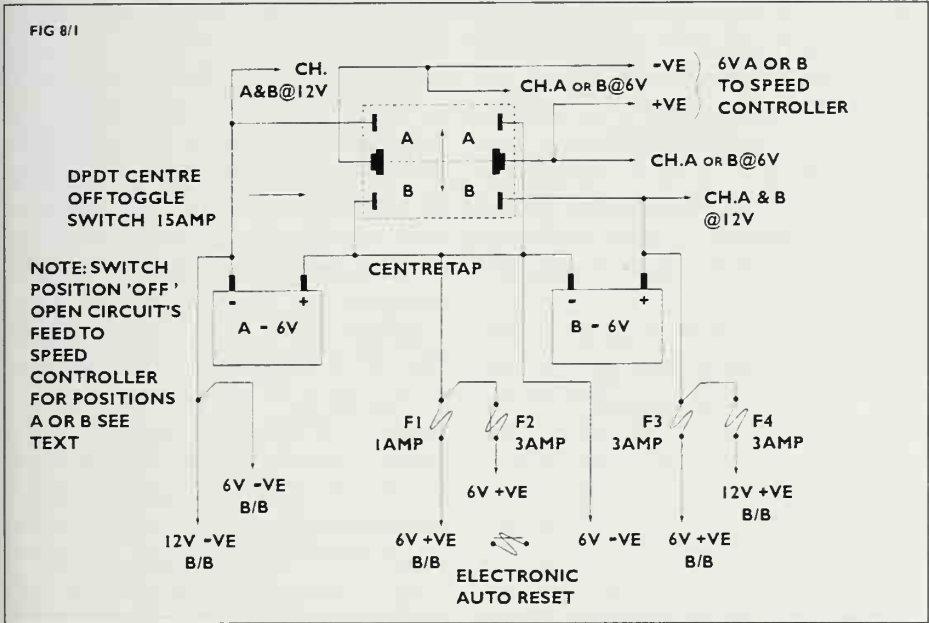 FIG 8/1
CH.
A&B@12V
CH.A OR B@6V
-VE
+VE
6V A OR B
TO SPEED
CONTROLLER
A A
B B
CH.A OR B@6V
CH.A & B
@12V
DPDT CENTRE
OFF TOGGLE
SWITCH 15AMP
CENTRE TAP
NOTE: SWITCH
POSITION 'OFF'
OPEN CIRCUIT'S
FEED TO
SPEED
CONTROLLER
FOR POSITIONS
A OR B SEE
TEXT
- +
A - 6V
- +
B - 6V
F1
1AMP
F2
3AMP
F3
3AMP
F4
3AMP
6V -VE
B/B
6V +VE
12V +VE
B/B
12V -VE
B/B
6V +VE
B/B
6V -VE
6V +VE
B/B
ELECTRONIC
AUTO RESET